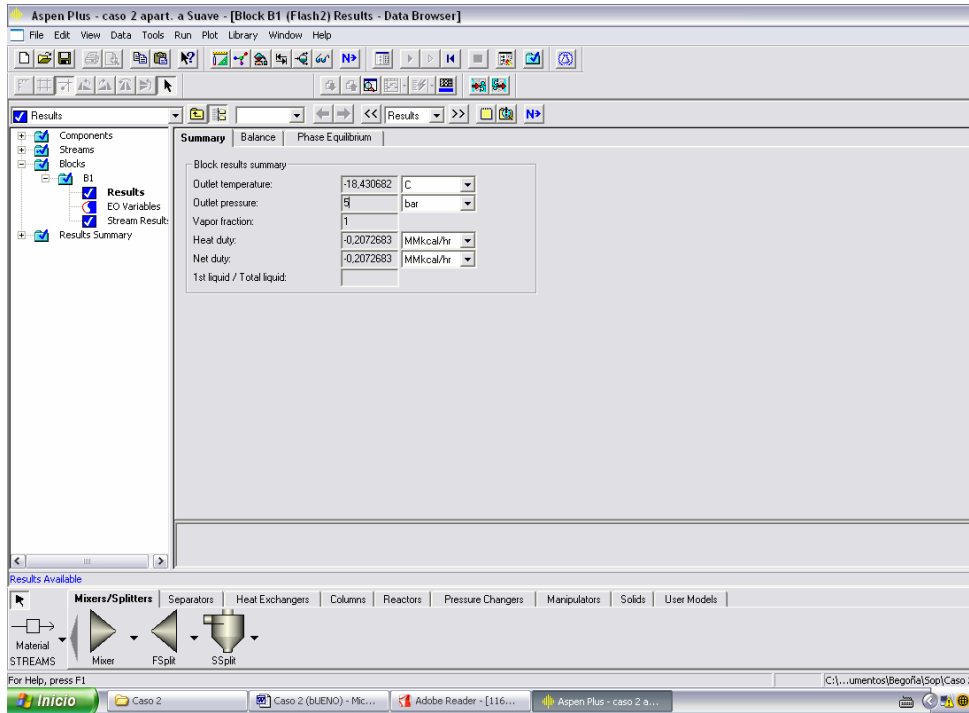 Aspen Plus - caso 2 apart. a Suave - [Block B1 (Flash2) Results - Data Browser]
File Edit View Data Tools Run Plot Library Window Help
N>
Results
<< Results >> N>
Components
Streams
Blocks
B1
Results
EO Variables
Stream Result
Results Summary
Summary Balance Phase Equilibrium
Block results summary
Outlet temperature: -18,430682 C
Outlet pressure: 5 bar
Vapor fraction: 1
Heat duty: -0,2072683 MMkcal/hr
Net duty: -0,2072683 MMkcal/hr
1st liquid / Total liquid:
Results Available
Mixers/Splitters Separators Heat Exchangers Columns Reactors Pressure Changers Manipulators Solids User Models
Material
STREAMS Mixer FSplit SSplit
For Help, press F1 C:\...umentos\Begoña\Sop\Caso 2
Inicio Caso 2 Caso 2 (bUENO) - Mic... Adobe Reader - [116... Aspen Plus - caso 2 a...